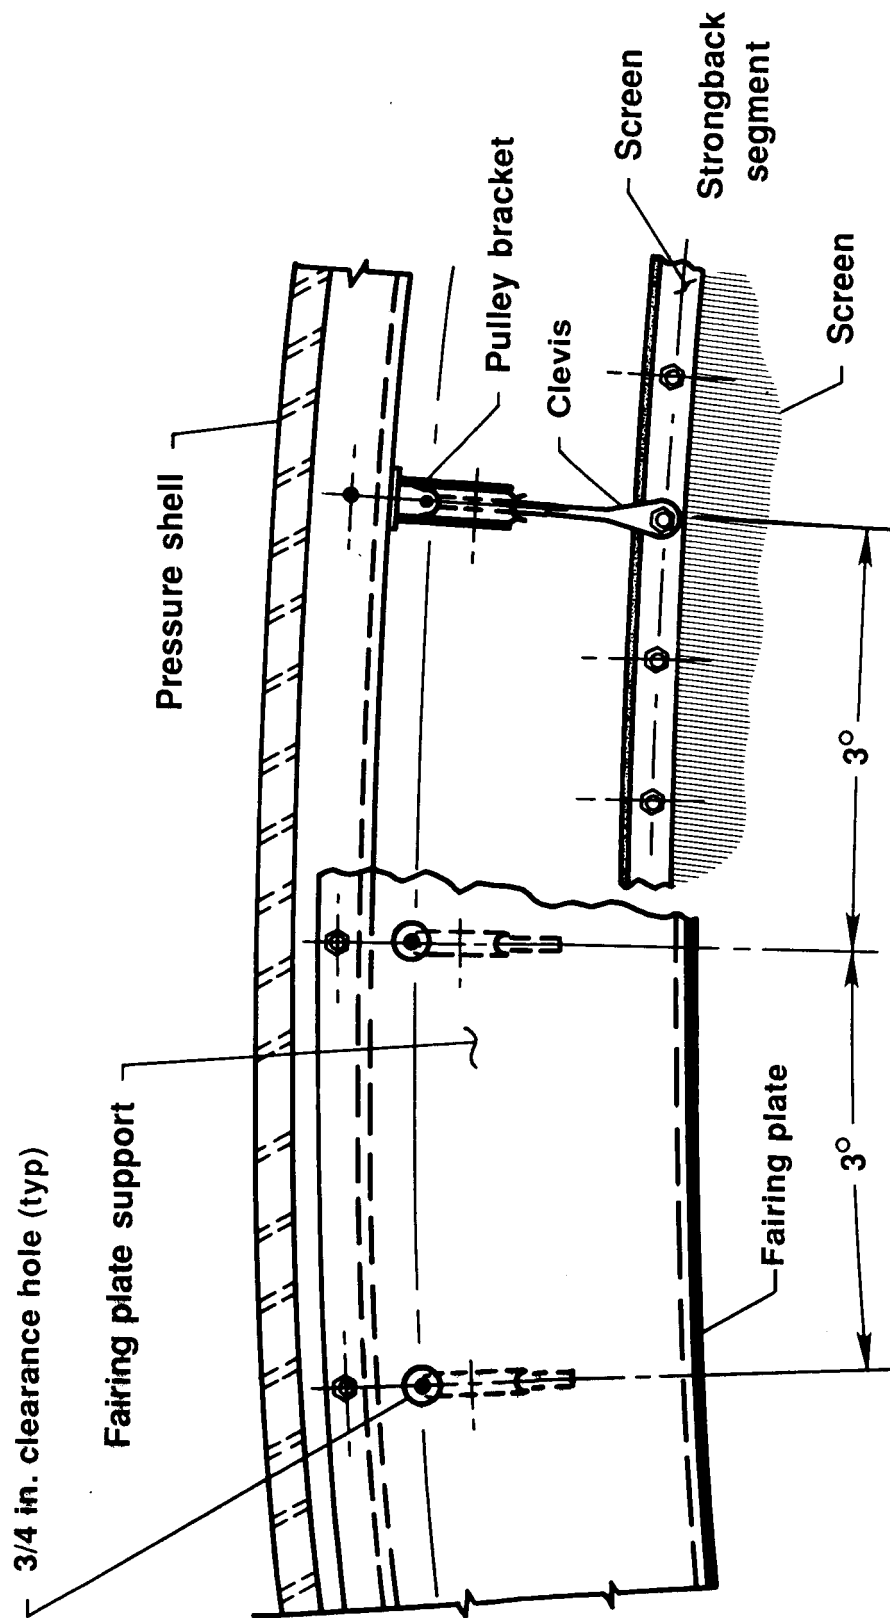 3/4 in. clearance hole (typ)
Fairing plate support
Pressure shell
Pulley bracket
Clevis
Screen
Strongback
segment
Screen
Fairing plate
3°
3°